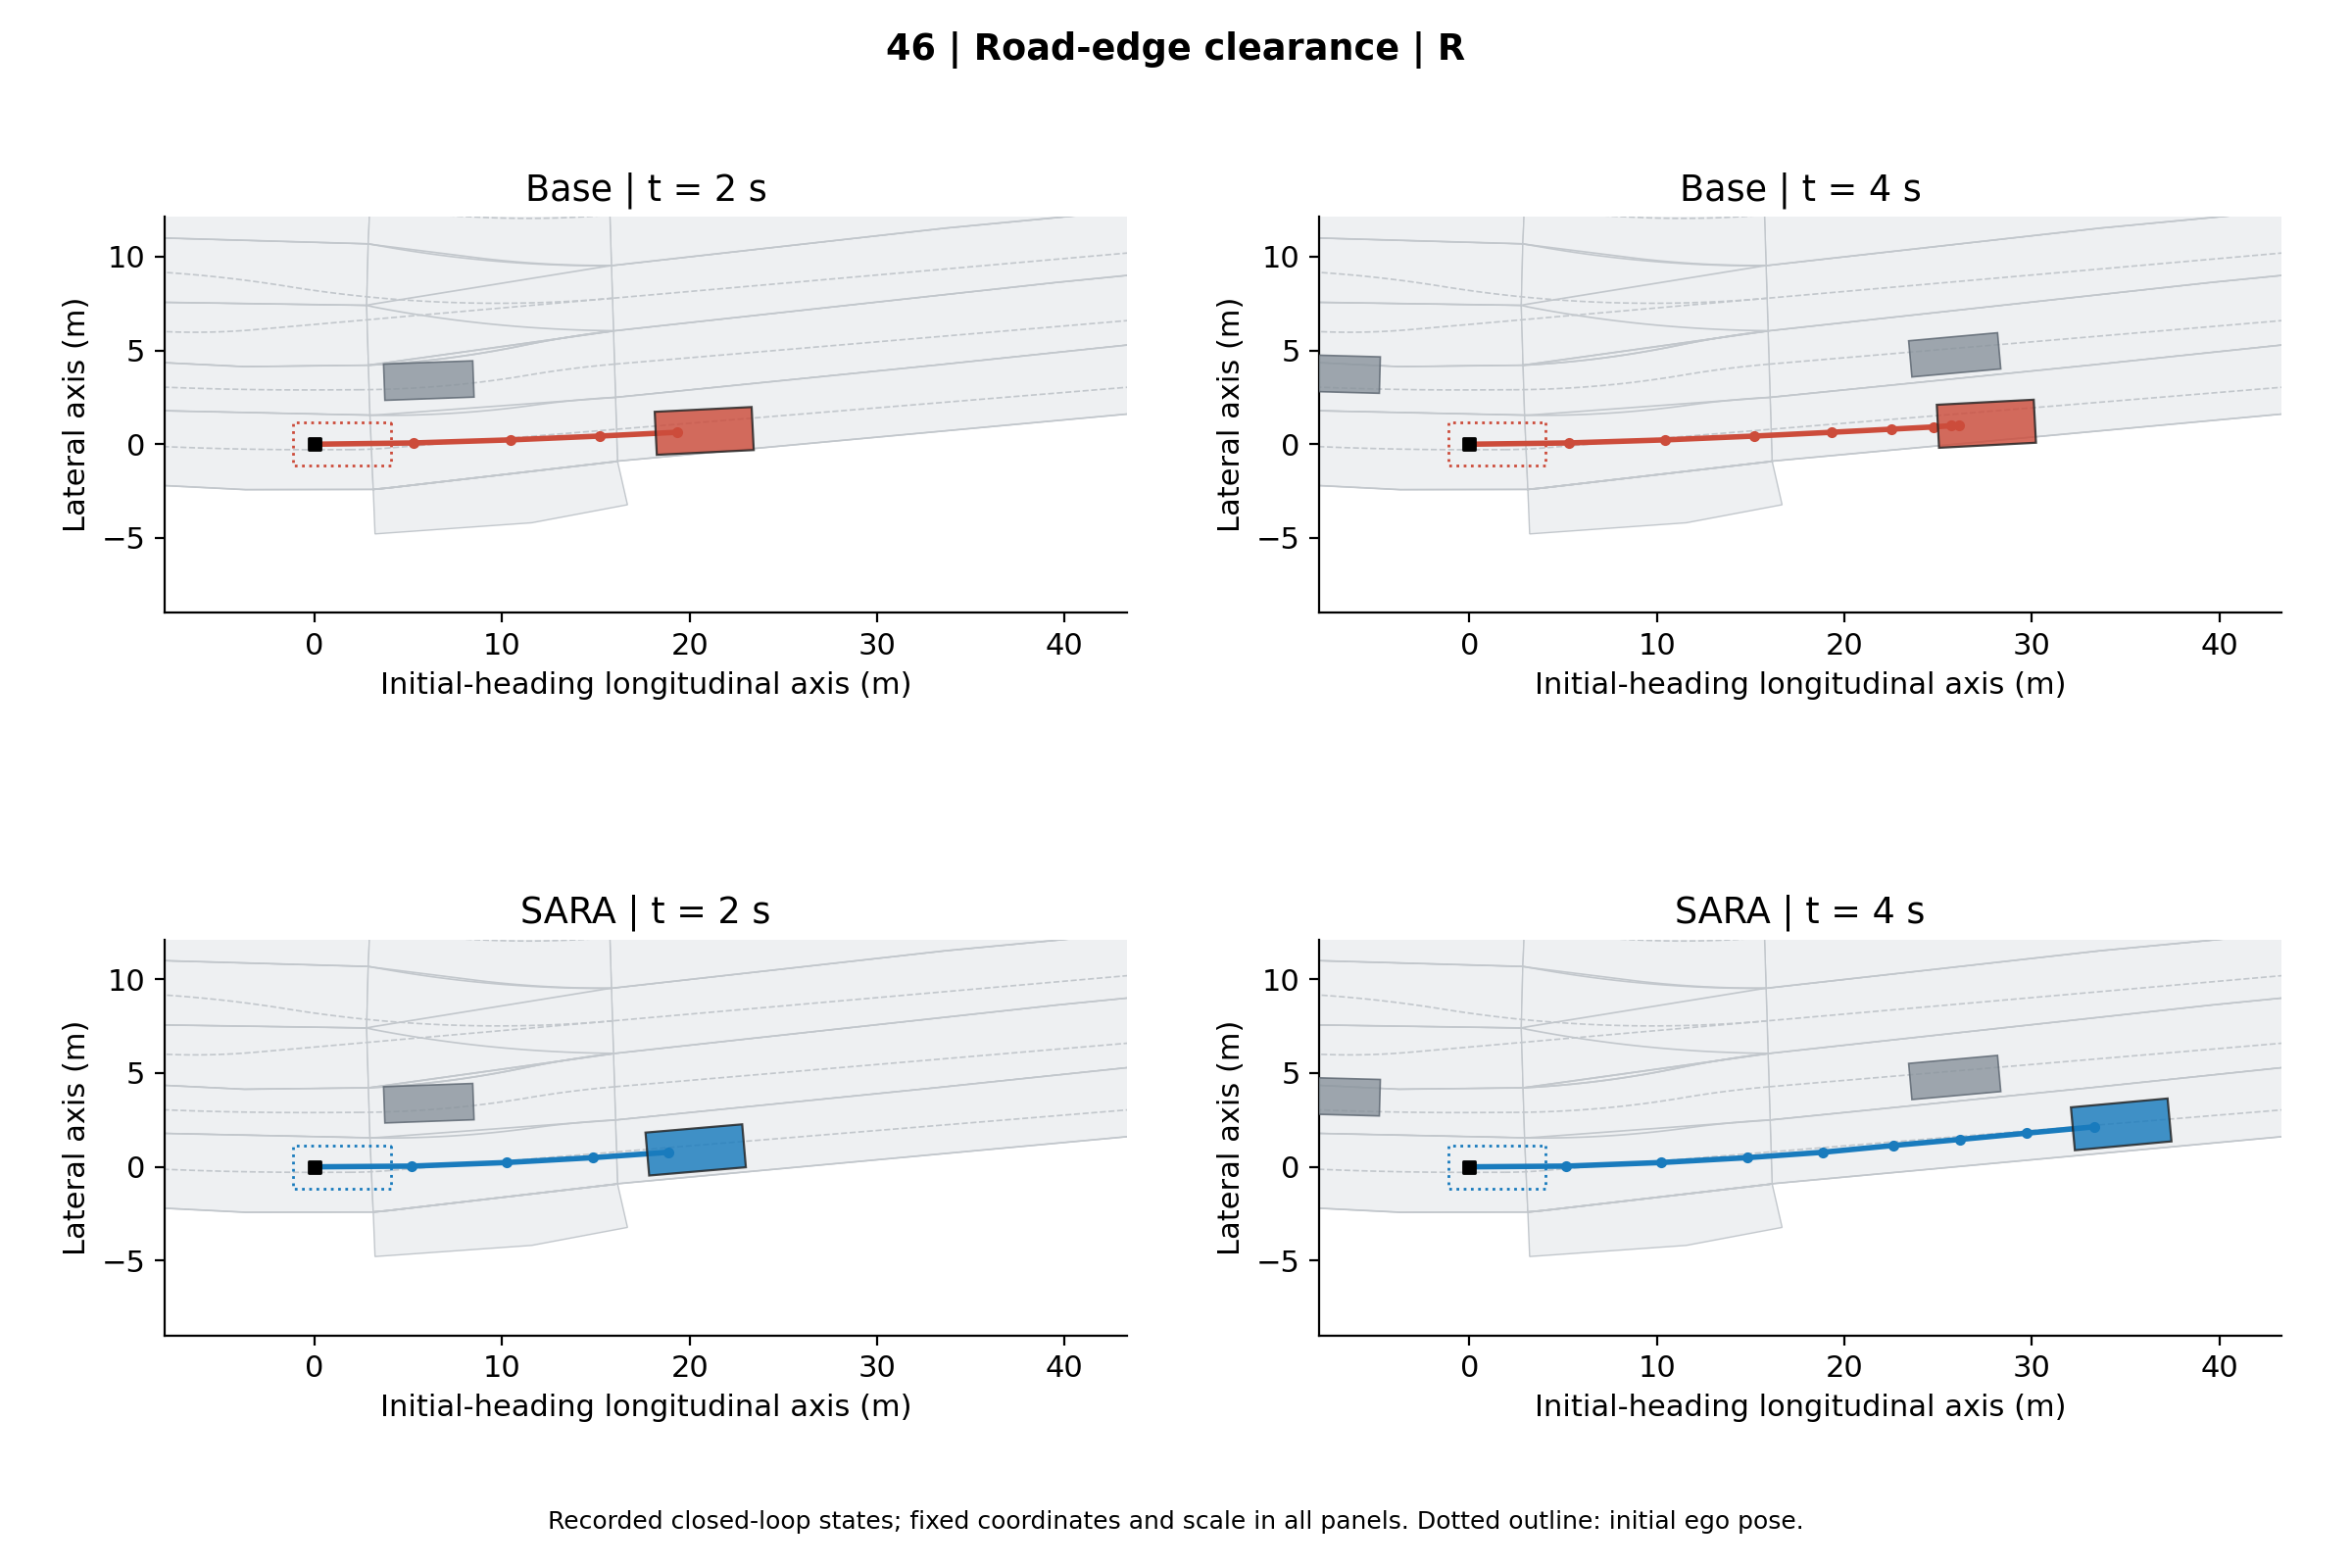 46 | Road-edge clearance | R
Base | t = 2 s
10
5
0
−5
Lateral axis (m)
0 10 20 30 40
Initial-heading longitudinal axis (m)
Base | t = 4 s
10
5
0
−5
Lateral axis (m)
0 10 20 30 40
Initial-heading longitudinal axis (m)
SARA | t = 2 s
10
5
0
−5
Lateral axis (m)
0 10 20 30 40
Initial-heading longitudinal axis (m)
SARA | t = 4 s
10
5
0
−5
Lateral axis (m)
0 10 20 30 40
Initial-heading longitudinal axis (m)
Recorded closed-loop states; fixed coordinates and scale in all panels. Dotted outline: initial ego pose.